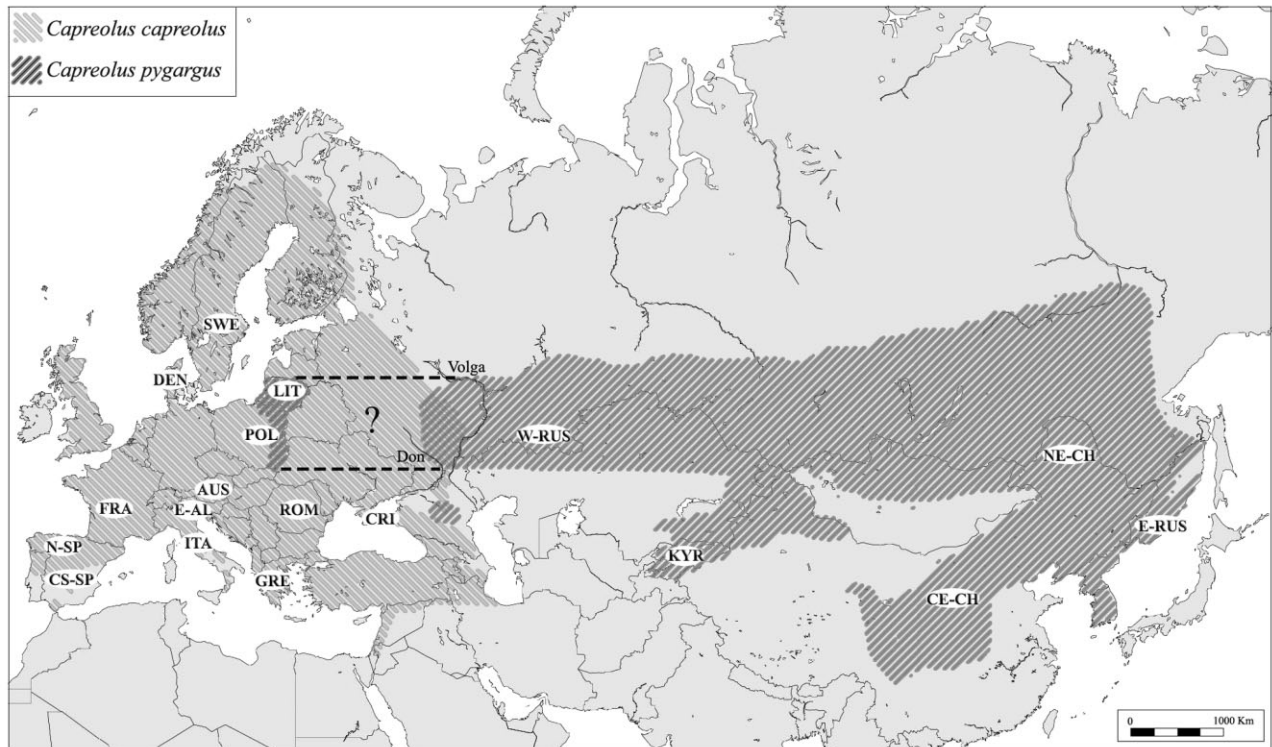 Capreolus capreolus
Capreolus pygargus
SWE
Volga
DEN
LIT
?
POL
W-RUS
NE-CH
Don
AUS
FRA
E-AL
ROM
CRI
E-RUS
N-SP
ITA
KYR
CS-SP
GRE
CE-CH
0 1000 Km